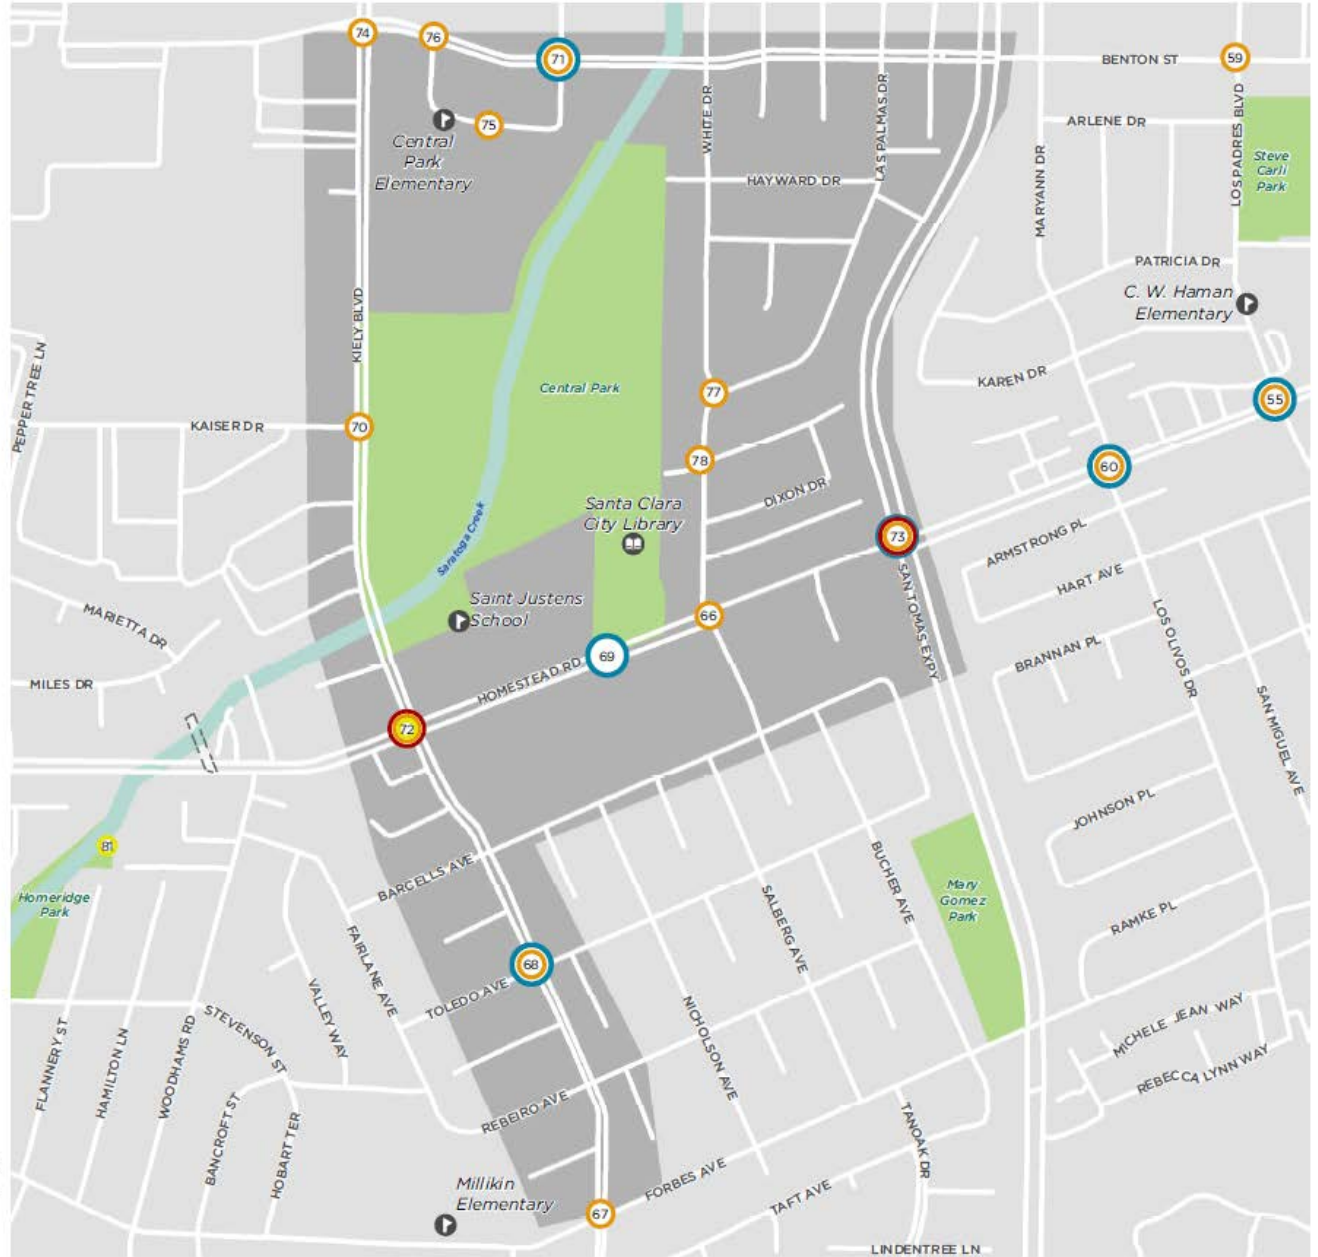 74
76
71
59
BENTON ST
WHITE DR
LAS PALMAS DR
LOS PADRES BLVD
ARLENE DR
75
Central
Park
Elementary
Steve
Carli
Park
HAYWARD DR
MARYANN DR
PATRICIA DR
C. W. Haman
Elementary
KIELY BLVD
PEPPER TREE LN
Central Park
77
KAREN DR
55
KAISER DR
70
78
60
DIXON DR
Santa Clara
City Library
Saratoga Creek
73
ARMSTRONG PL
HART AVE
MARIETTA DR
Saint Justens
School
66
SAN TOMAS EXPY
LOS OLIVOS DR
BRANNAN PL
69
HOMESTEAD RD
MILES DR
SAN MIGUEL AVE
72
JOHNSON PL
81
BARCELLS AVE
BUCHER AVE
Homeridge
Park
Mary
Gomez
Park
SALBERG AVE
RAMKE PL
FAIRLANE AVE
68
TOLEDO AVE
VALLEY WAY
STEVENSON ST
NICHOLSON AVE
MICHELE JEAN WAY
REBECCA LYNN WAY
FLANNERY ST
HAMILTON LN
WOODHAMS RD
BANCROFT ST
HOBART TER
REBEIRO AVE
TANOAK DR
Millikin
Elementary
FORBES AVE
TAFT AVE
67
LINDENTREE LN